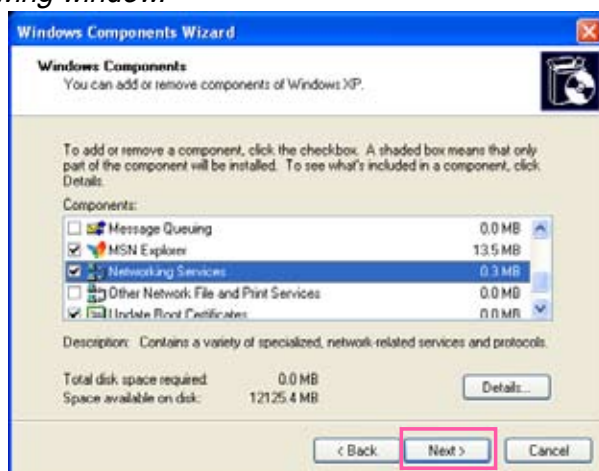 wing window
Windows Components Wizard
Windows Components
You can add or remove components of Windows XP.
To add or remove a component, click the checkbox. A shaded box means that only
part of the component will be installed. To see what's included in a component, click
Details.
Components:
Message Queuing 0.0 MB
MSN Explorer 13.5 MB
Networking Services 0.3 MB
Other Network File and Print Services 0.0 MB
Update Root Certificates 0.0 MB
Description: Contains a variety of specialized, network-related services and protocols.
Total disk space required: 0.0 MB
Space available on disk: 12125.4 MB
Details...
< Back Next > Cancel